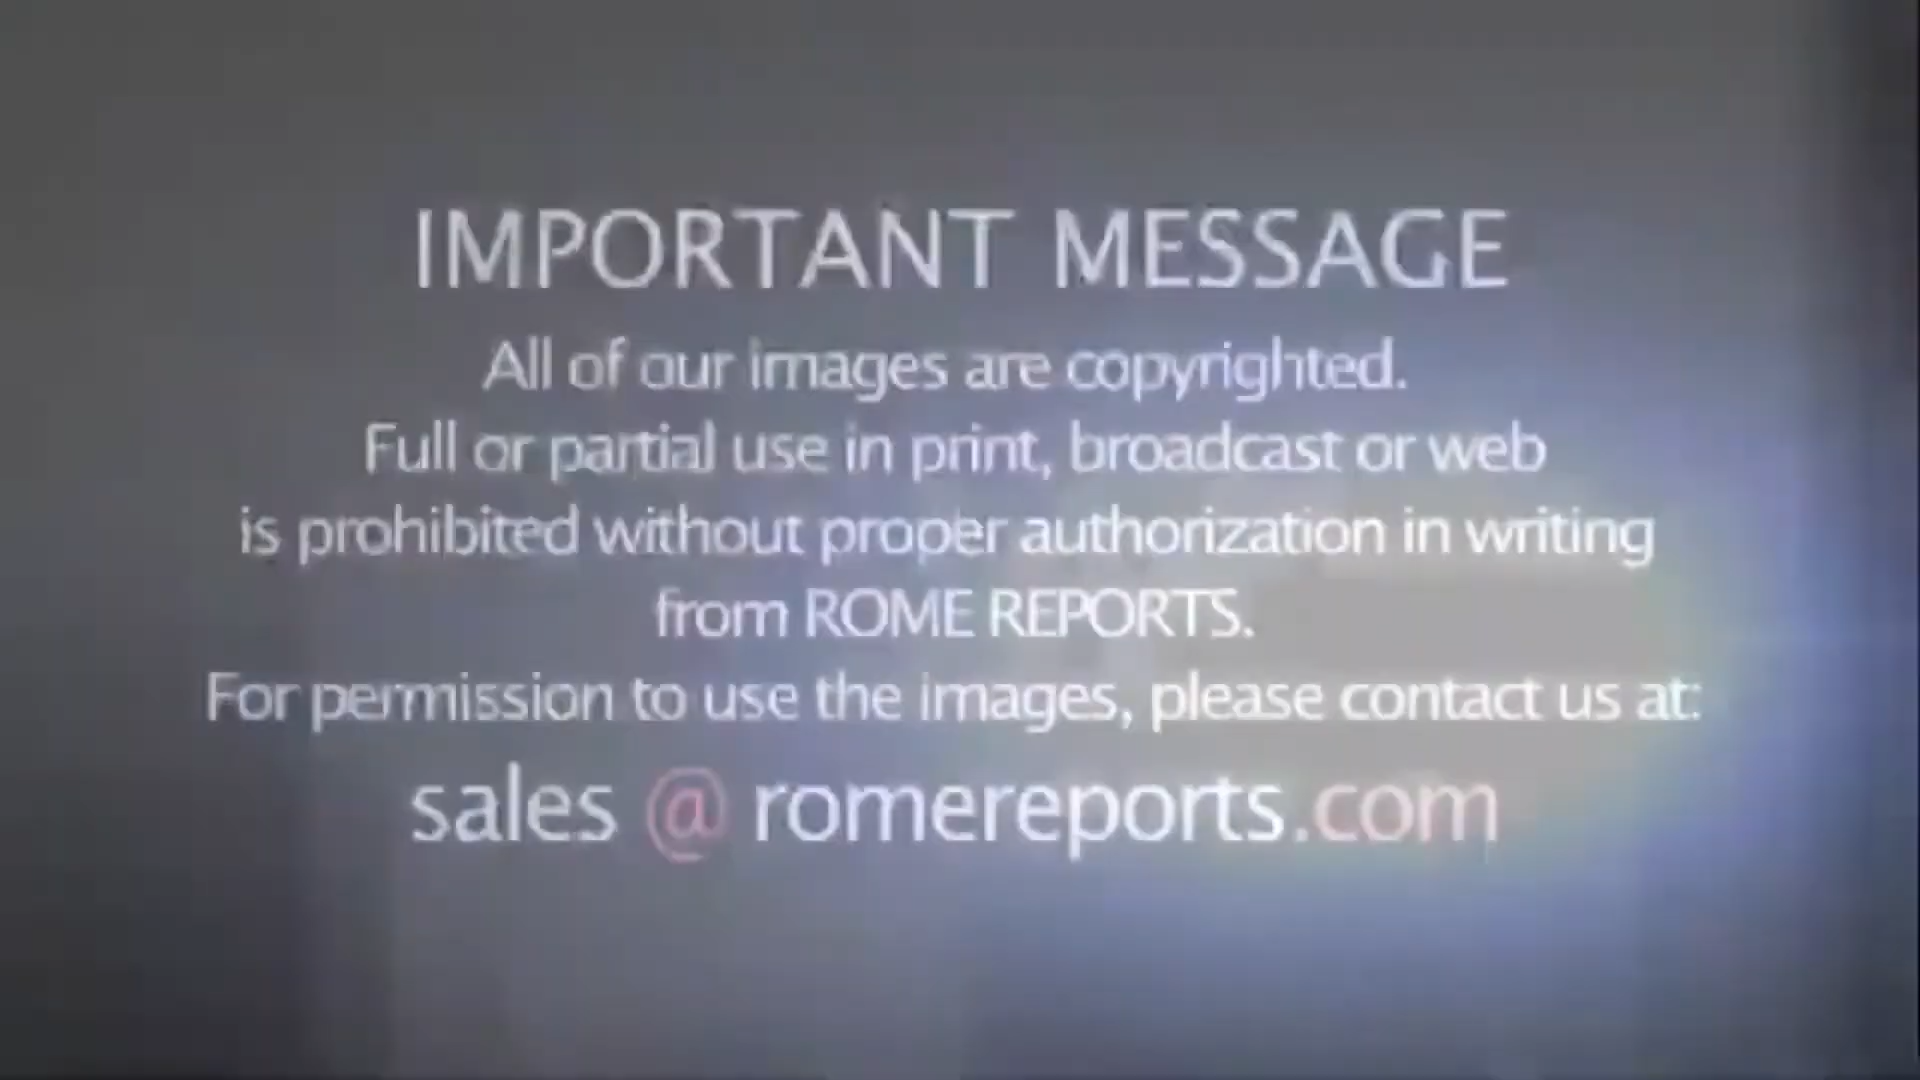 IMPORTANT MESSAGE
All of our images are copyrighted.
Full or partial use in print, broadcast or web
is prohibited without proper authorization in writing
from ROME REPORTS.
For permission to use the images, please contact us at:
sales @ romereports.com